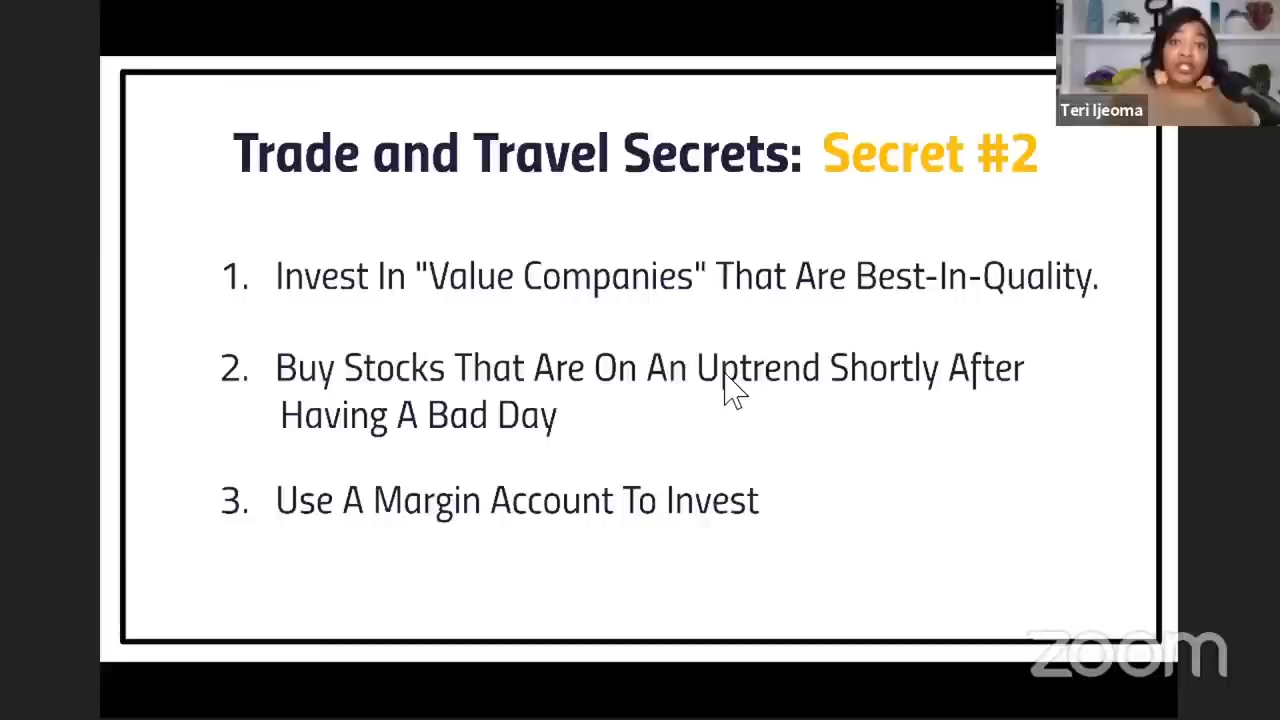 Teri Ijeoma
Trade and Travel Secrets: Secret #2
1. Invest In "Value Companies" That Are Best-In-Quality.
2. Buy Stocks That Are On An Uptrend Shortly After
Having A Bad Day
3. Use A Margin Account To Invest
zoom